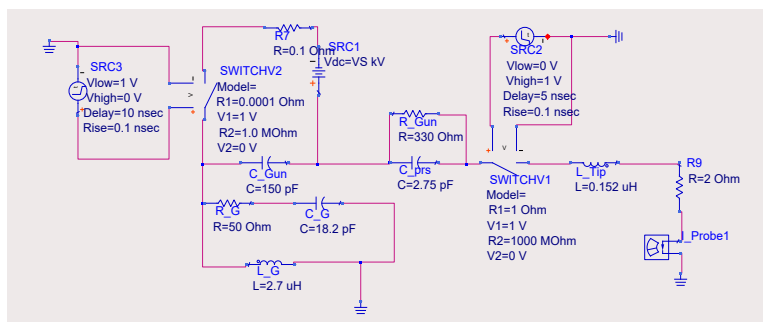 R7
R=0.1 Ohm
SRC1
Vdc=VS kV
SRC2
Vlow=0 V
Vhigh=1 V
Delay=5 nsec
Rise=0.1 nsec
SRC3
Vlow=1 V
Vhigh=0 V
Delay=10 nsec
Rise=0.1 nsec
SWITCHV2
Model=
R1=0.0001 Ohm
V1=1 V
R2=1.0 MOhm
V2=0 V
R_Gun
R=330 Ohm
C_Gun
C=150 pF
C_prs
C=2.75 pF
SWITCHV1
Model=
R1=1 Ohm
V1=1 V
R2=1000 MOhm
V2=0 V
L_Tip
L=0.152 uH
R9
R=2 Ohm
I_Probe1
R_G
R=50 Ohm
C_G
C=18.2 pF
L_G
L=2.7 uH